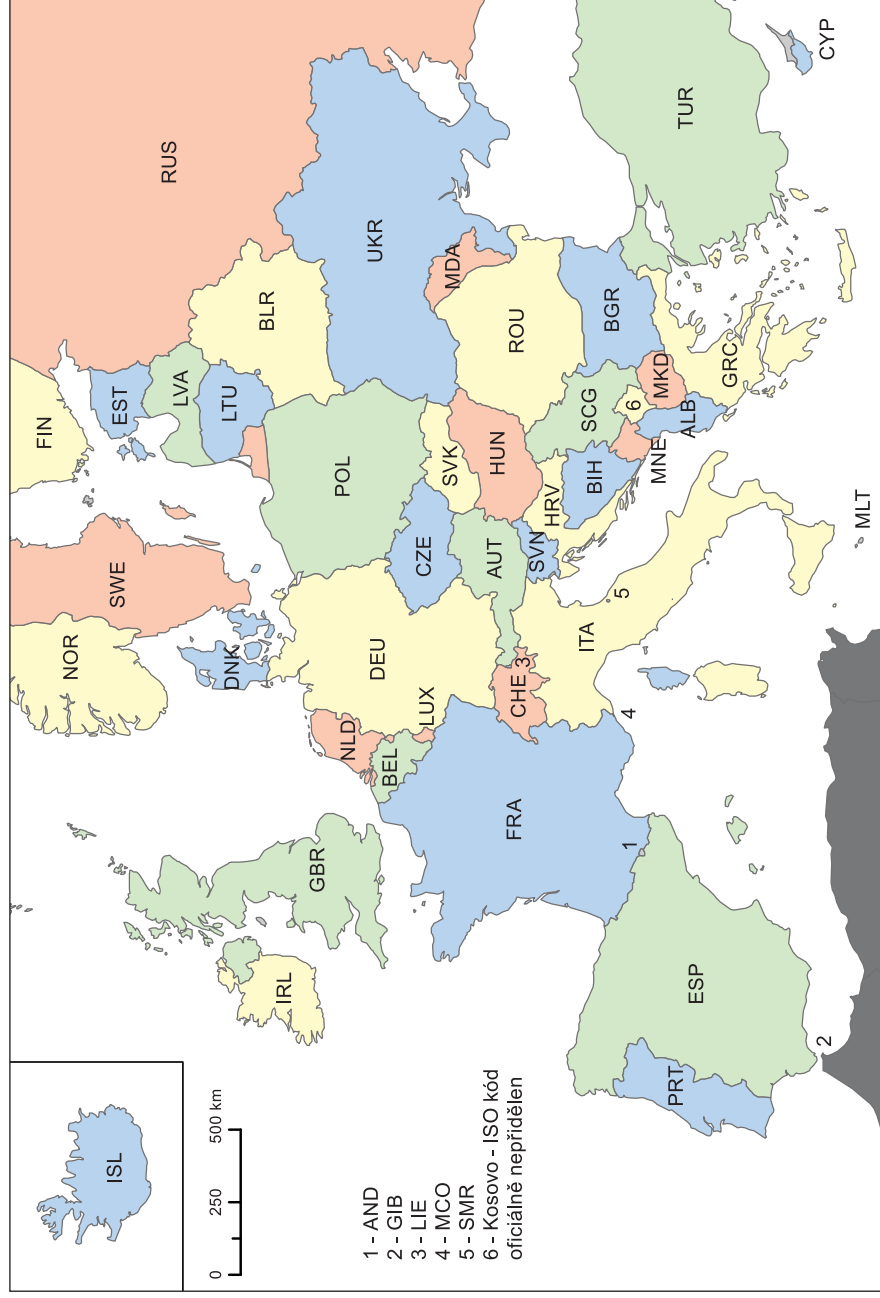 ISL
0 250 500 km
1 - AND
2 - GIB
3 - LIE
4 - MCO
5 - SMR
6 - Kosovo - ISO kód
oficiálně nepřidělen
NOR
SWE
FIN
RUS
EST
LVA
LTU
BLR
DNK
IRL
GBR
NLD
BEL
LUX
DEU
POL
CZE
SVK
UKR
MDA
FRA
CHE
3
AUT
HUN
ROU
SVN
HRV
BIH
SCG
BGR
ITA
MNE
6
MKD
ALB
GRC
TUR
CYP
PRT
ESP
1
4
5
2
MLT